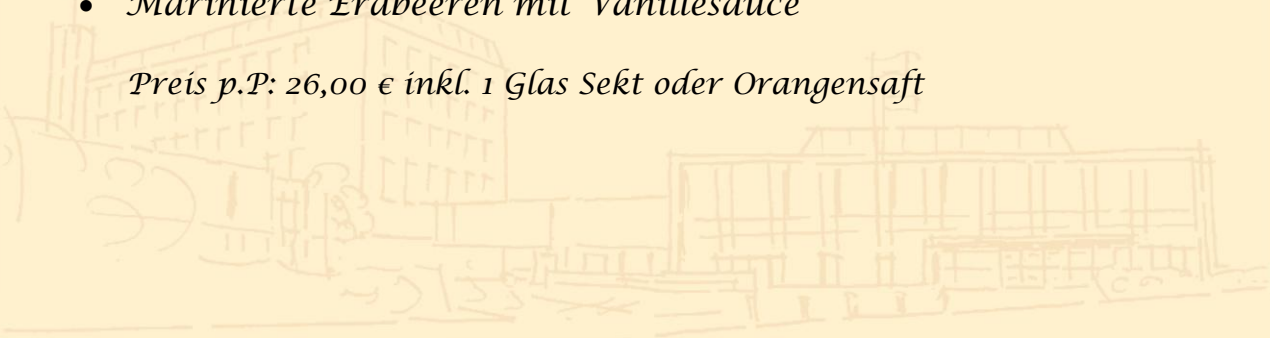 • Marinierte Erdbeeren mit Vanillesauce
Preis p.P: 26,00 € inkl. 1 Glas Sekt oder Orangensaft